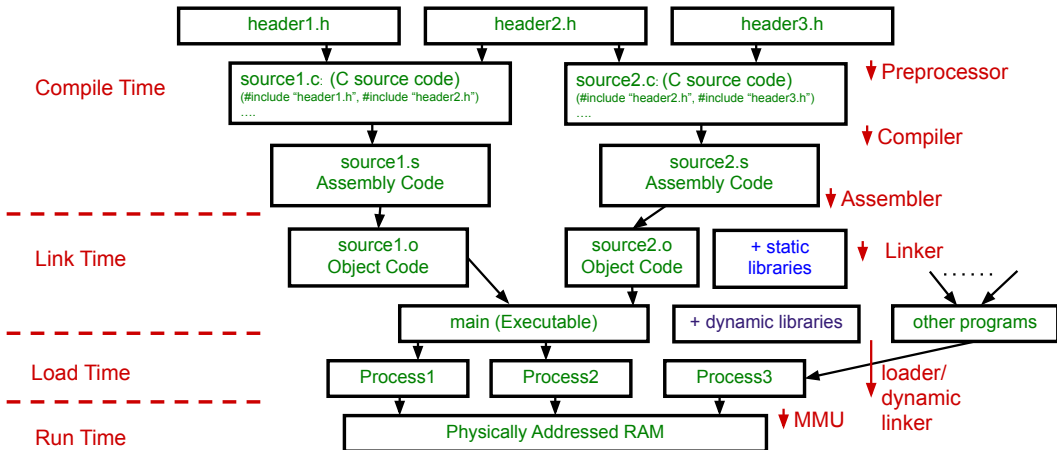 header1.h
header2.h
header3.h
Compile Time
source1.c: (C source code)
(#include “header1.h”, #include “header2.h”)
....
source2.c: (C source code)
(#include “header2.h”, #include “header3.h”)
....
Preprocessor
Compiler
source1.s
Assembly Code
source2.s
Assembly Code
Assembler
Link Time
source1.o
Object Code
source2.o
Object Code
+ static
libraries
Linker
......
main (Executable)
+ dynamic libraries
other programs
Load Time
Process1
Process2
Process3
loader/
dynamic
linker
Run Time
Physically Addressed RAM
MMU